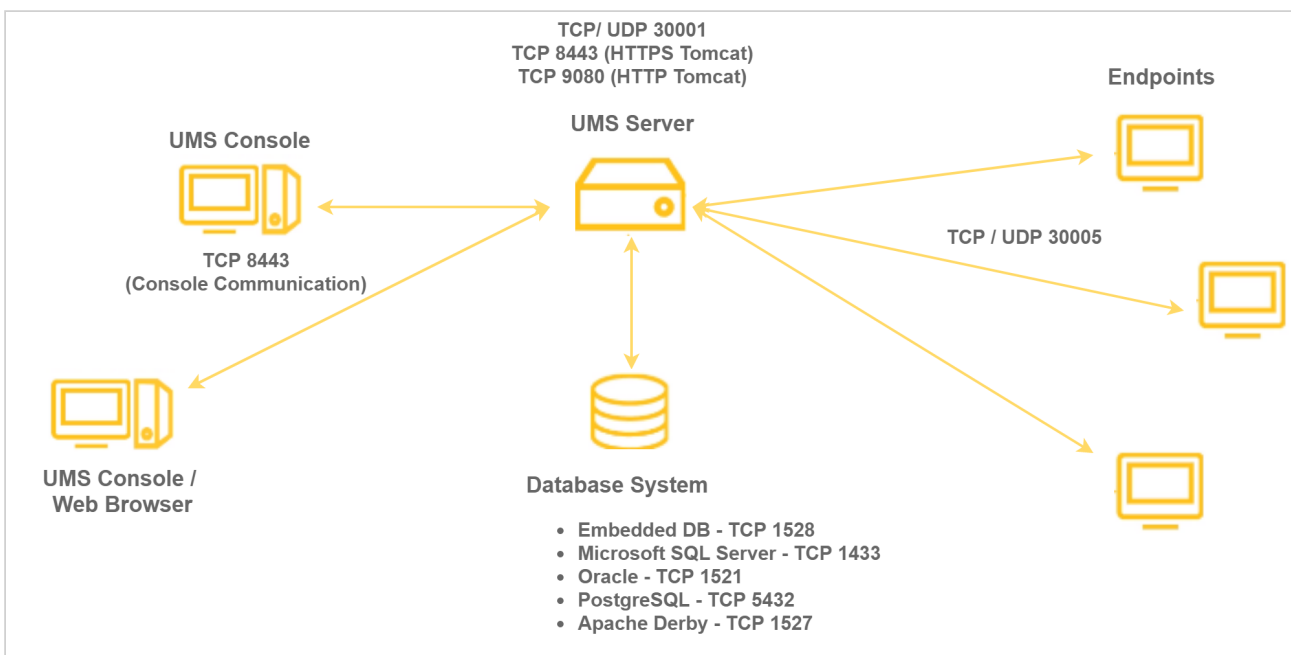 TCP/ UDP 30001
TCP 8443 (HTTPS Tomcat)
TCP 9080 (HTTP Tomcat)
Endpoints
UMS Server
UMS Console
TCP / UDP 30005
TCP 8443
(Console Communication)
UMS Console /
Web Browser
Database System
• Embedded DB - TCP 1528
• Microsoft SQL Server - TCP 1433
• Oracle - TCP 1521
• PostgreSQL - TCP 5432
• Apache Derby - TCP 1527